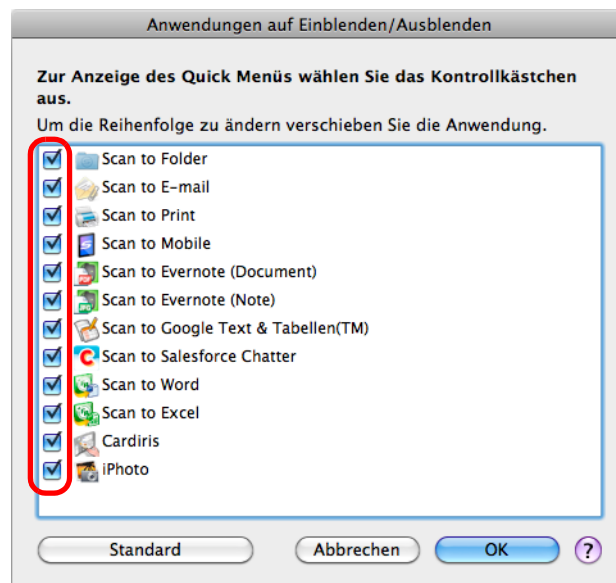 Anwendungen auf Einblenden/Ausblenden
Zur Anzeige des Quick Menüs wählen Sie das Kontrollkästchen
aus.
Um die Reihenfolge zu ändern verschieben Sie die Anwendung.
Scan to Folder
Scan to E-mail
Scan to Print
Scan to Mobile
Scan to Evernote (Document)
Scan to Evernote (Note)
Scan to Google Text & Tabellen(TM)
Scan to Salesforce Chatter
Scan to Word
Scan to Excel
Cardiris
iPhoto
Standard Abbrechen OK ?